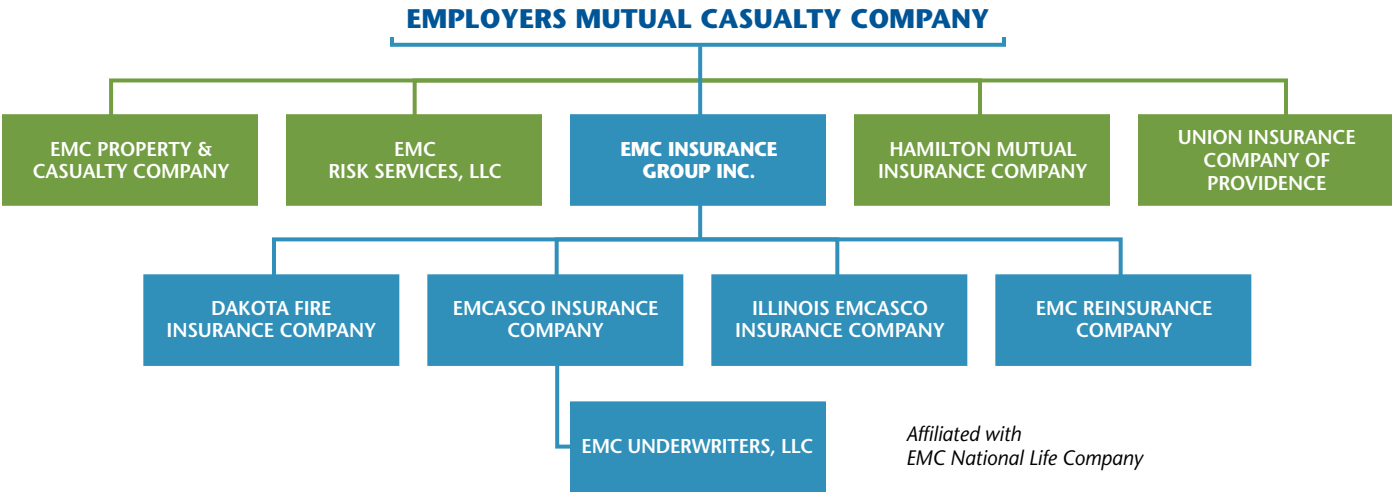 EMPLOYERS MUTUAL CASUALTY COMPANY
EMC PROPERTY &
CASUALTY COMPANY
EMC
RISK SERVICES, LLC
EMC INSURANCE
GROUP INC.
HAMILTON MUTUAL
INSURANCE COMPANY
UNION INSURANCE
COMPANY OF
PROVIDENCE
DAKOTA FIRE
INSURANCE COMPANY
EMCASCO INSURANCE
COMPANY
ILLINOIS EMCASCO
INSURANCE COMPANY
EMC REINSURANCE
COMPANY
EMC UNDERWRITERS, LLC
Affiliated with
EMC National Life Company